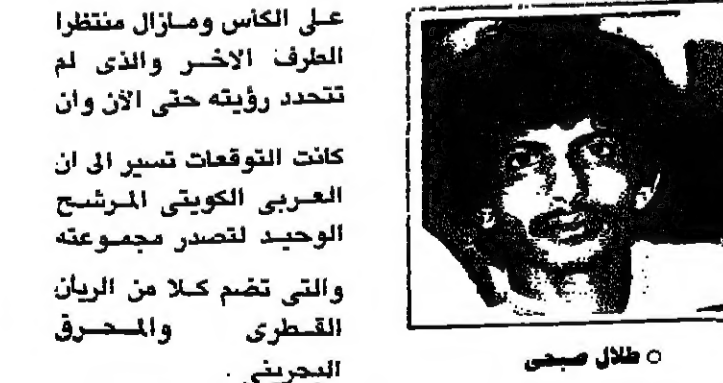 على الكأس ومازال منتظرا
الطرف الاخر والذى لم
تتحدد رؤيته حتى الآن وان
كانت التوقعات تسير الى ان
العربى الكويتى المرشح
الوحيد لتصدر مجموعته
والتى تضم كلا من الريان
القطرى والمحرق
البحرينى .
○ طلال صبحى